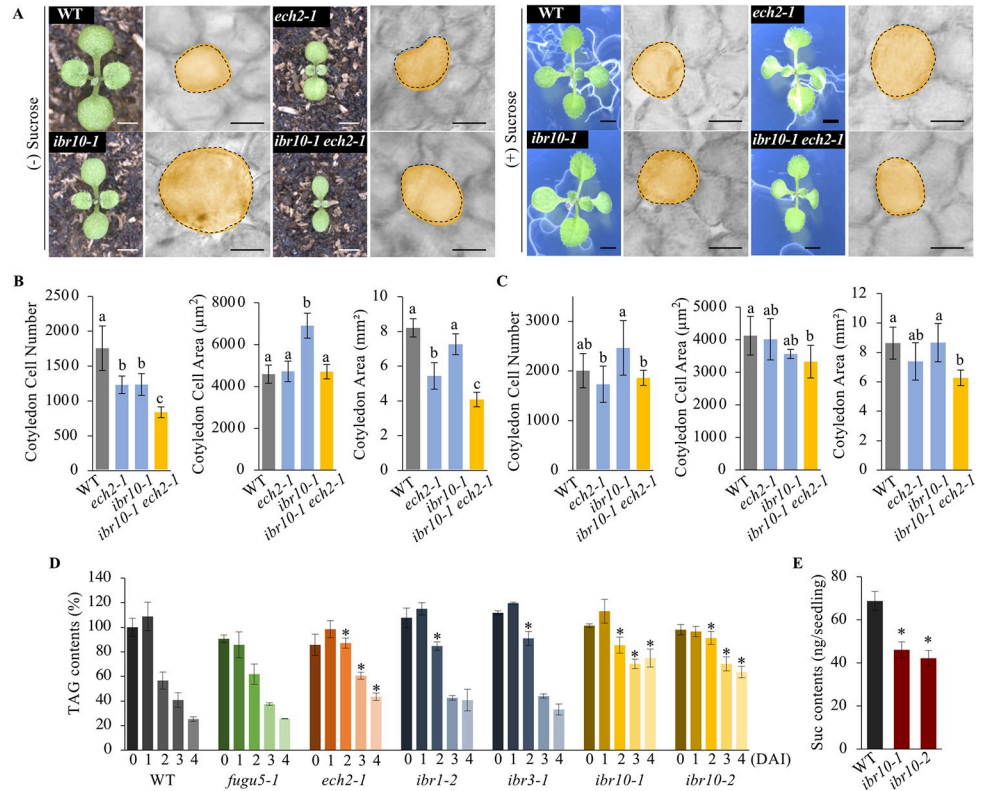 A
(-) Sucrose
WT
ech2-1
ibr10-1
ibr10-1 ech2-1
(+) Sucrose
WT
ech2-1
ibr10-1
ibr10-1 ech2-1
B
Cotyledon Cell Number
2500
2000
1500
1000
500
0
a
b
b
c
WT
ech2-1
ibr10-1
ibr10-1 ech2-1
Cotyledon Cell Area (μm²)
8000
6000
4000
2000
0
a
a
b
a
WT
ech2-1
ibr10-1
ibr10-1 ech2-1
Cotyledon Area (mm²)
10
8
6
4
2
0
a
b
a
c
WT
ech2-1
ibr10-1
ibr10-1 ech2-1
C
Cotyledon Cell Number
3000
2000
1000
0
ab
b
a
b
WT
ech2-1
ibr10-1
ibr10-1 ech2-1
Cotyledon Cell Area (μm²)
5000
4000
3000
2000
1000
0
a
ab
ab
b
WT
ech2-1
ibr10-1
ibr10-1 ech2-1
Cotyledon Area (mm²)
12
10
8
6
4
2
0
a
ab
a
b
WT
ech2-1
ibr10-1
ibr10-1 ech2-1
D
TAG contents (%)
140
120
100
80
60
40
20
0
* * * * * * * * * * *
0 1 2 3 4 0 1 2 3 4 0 1 2 3 4 0 1 2 3 4 0 1 2 3 4 0 1 2 3 4 0 1 2 3 4 (DAI)
WT fugu5-1 ech2-1 ibr1-2 ibr3-1 ibr10-1 ibr10-2
E
Suc contents (ng/seedling)
80
60
40
20
0
* *
WT
ibr10-1
ibr10-2